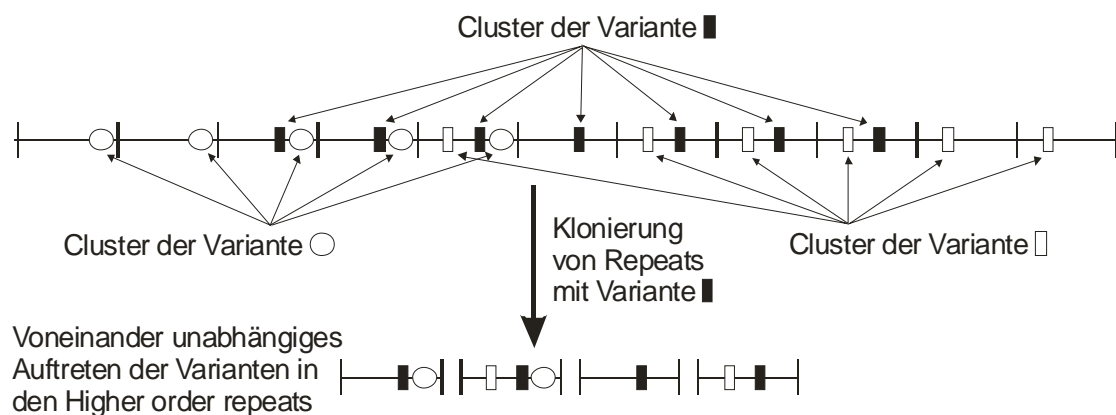 Cluster der Variante
Cluster der Variante
Klonierung
von Repeats
mit Variante
Cluster der Variante
Voneinander unabhängiges
Auftreten der Varianten in
den Higher order repeats